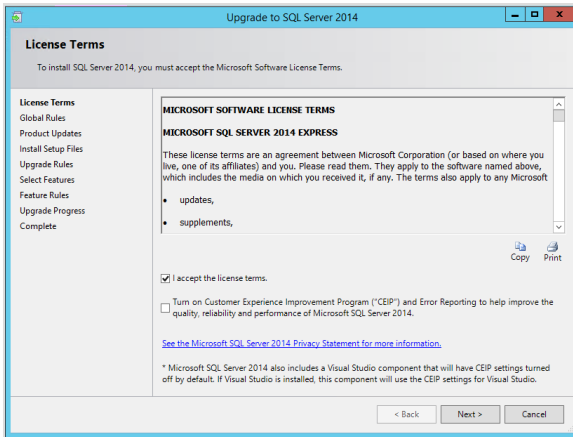 Upgrade to SQL Server 2014
License Terms
To install SQL Server 2014, you must accept the Microsoft Software License Terms.
License Terms
Global Rules
Product Updates
Install Setup Files
Upgrade Rules
Select Features
Feature Rules
Upgrade Progress
Complete
MICROSOFT SOFTWARE LICENSE TERMS
MICROSOFT SQL SERVER 2014 EXPRESS
These license terms are an agreement between Microsoft Corporation (or based on where you
live, one of its affiliates) and you. Please read them. They apply to the software named above,
which includes the media on which you received it, if any. The terms also apply to any Microsoft
• updates,
• supplements,
Copy Print
I accept the license terms.
Turn on Customer Experience Improvement Program ("CEIP") and Error Reporting to help improve the
quality, reliability and performance of Microsoft SQL Server 2014.
See the Microsoft SQL Server 2014 Privacy Statement for more information.
* Microsoft SQL Server 2014 also includes a Visual Studio component that will have CEIP settings turned
off by default. If Visual Studio is installed, this component will use the CEIP settings for Visual Studio.
< Back Next > Cancel